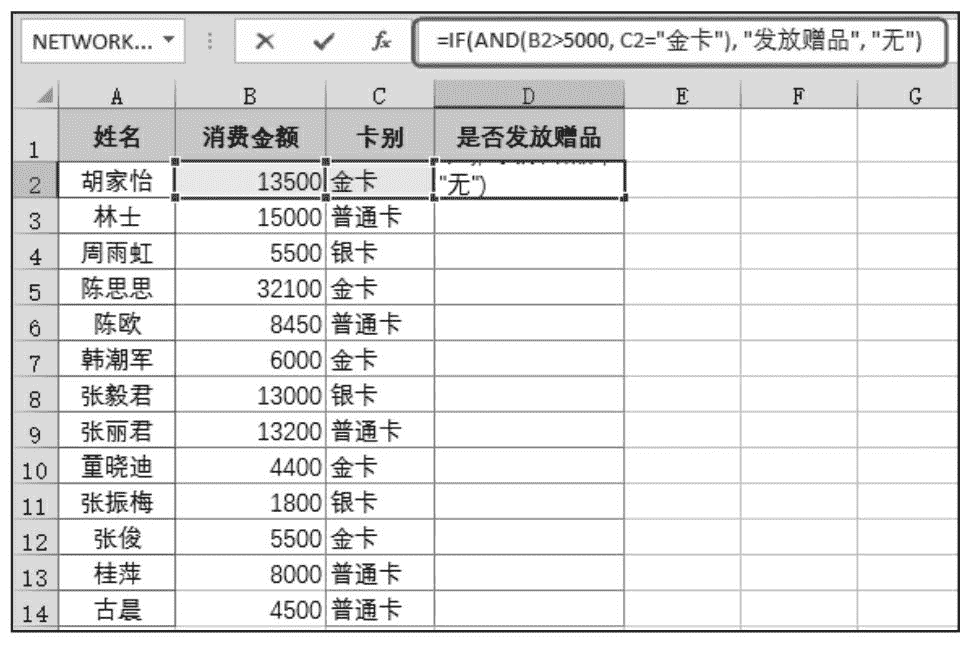 NETWORK... =IF(AND(B2>5000, C2="金卡"), "发放赠品", "无")
A B C D E F G
1 姓名 消费金额 卡别 是否发放赠品
2 胡家怡 13500 金卡 "无")
3 林士 15000 普通卡
4 周雨虹 5500 银卡
5 陈思思 32100 金卡
6 陈欧 8450 普通卡
7 韩潮军 6000 金卡
8 张毅君 13000 银卡
9 张丽君 13200 普通卡
10 童晓迪 4400 金卡
11 张振梅 1800 银卡
12 张俊 5500 金卡
13 桂萍 8000 普通卡
14 古晨 4500 普通卡